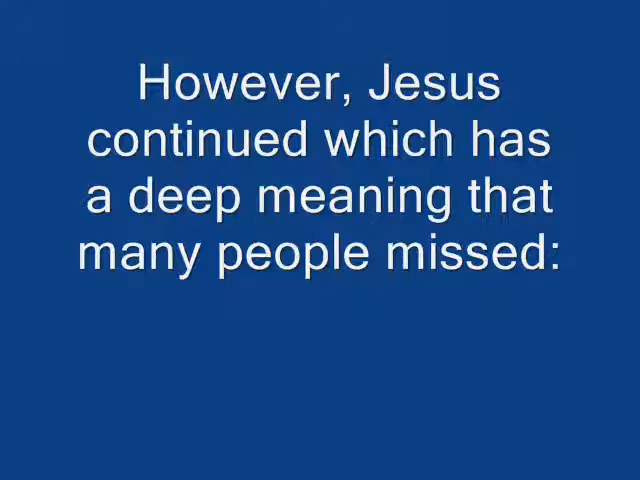 However, Jesus
continued which has
a deep meaning that
many people missed: